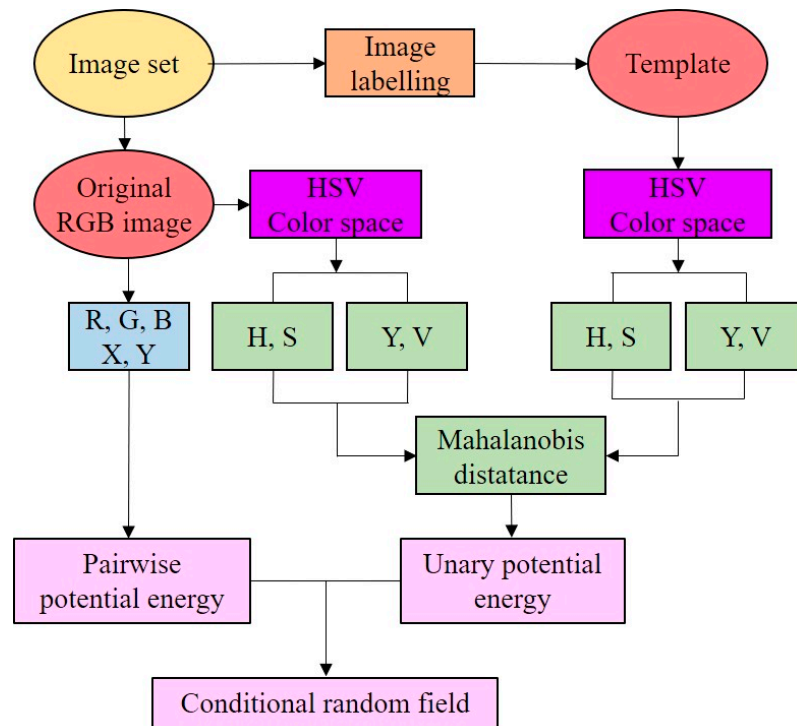 Image set
Image
labelling
Template
Original
RGB image
HSV
Color space
HSV
Color space
R, G, B
X, Y
H, S
Y, V
H, S
Y, V
Mahalanobis
distatance
Pairwise
potential energy
Unary potential
energy
Conditional random field